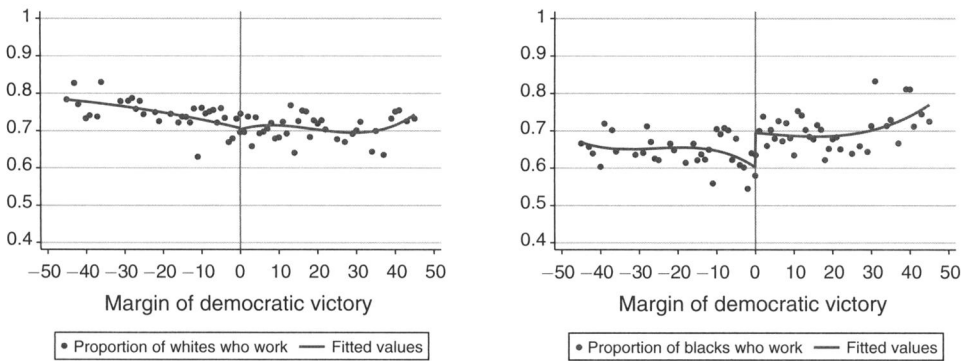 1
0.9
0.8
0.7
0.6
0.5
0.4
−50 −40 −30 −20 −10 0 10 20 30 40 50
Margin of democratic victory
Proportion of whites who work Fitted values
1
0.9
0.8
0.7
0.6
0.5
0.4
−50 −40 −30 −20 −10 0 10 20 30 40 50
Margin of democratic victory
Proportion of blacks who work Fitted values